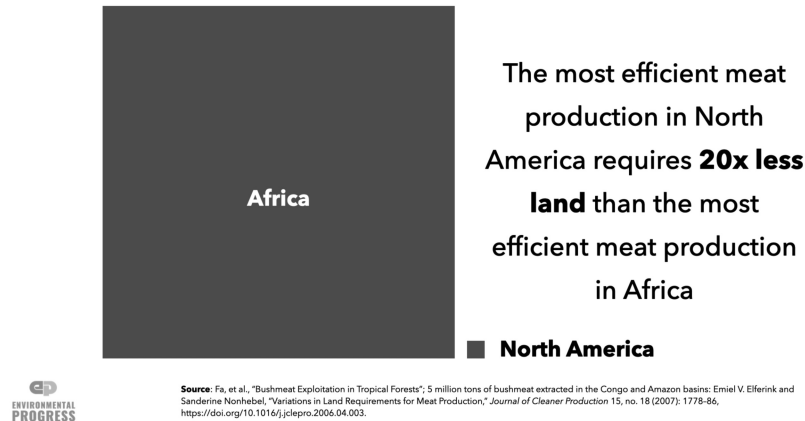 Africa
The most efficient meat
production in North
America requires 20x less
land than the most
efficient meat production
in Africa
North America
ep
ENVIRONMENTAL
PROGRESS
Source: Fa, et al., "Bushmeat Exploitation in Tropical Forests"; 5 million tons of bushmeat extracted in the Congo and Amazon basins: Emiel V. Elferink and
Sanderine Nonhebel, "Variations in Land Requirements for Meat Production," Journal of Cleaner Production 15, no. 18 (2007): 1778–86,
https://doi.org/10.1016/j.jclepro.2006.04.003.